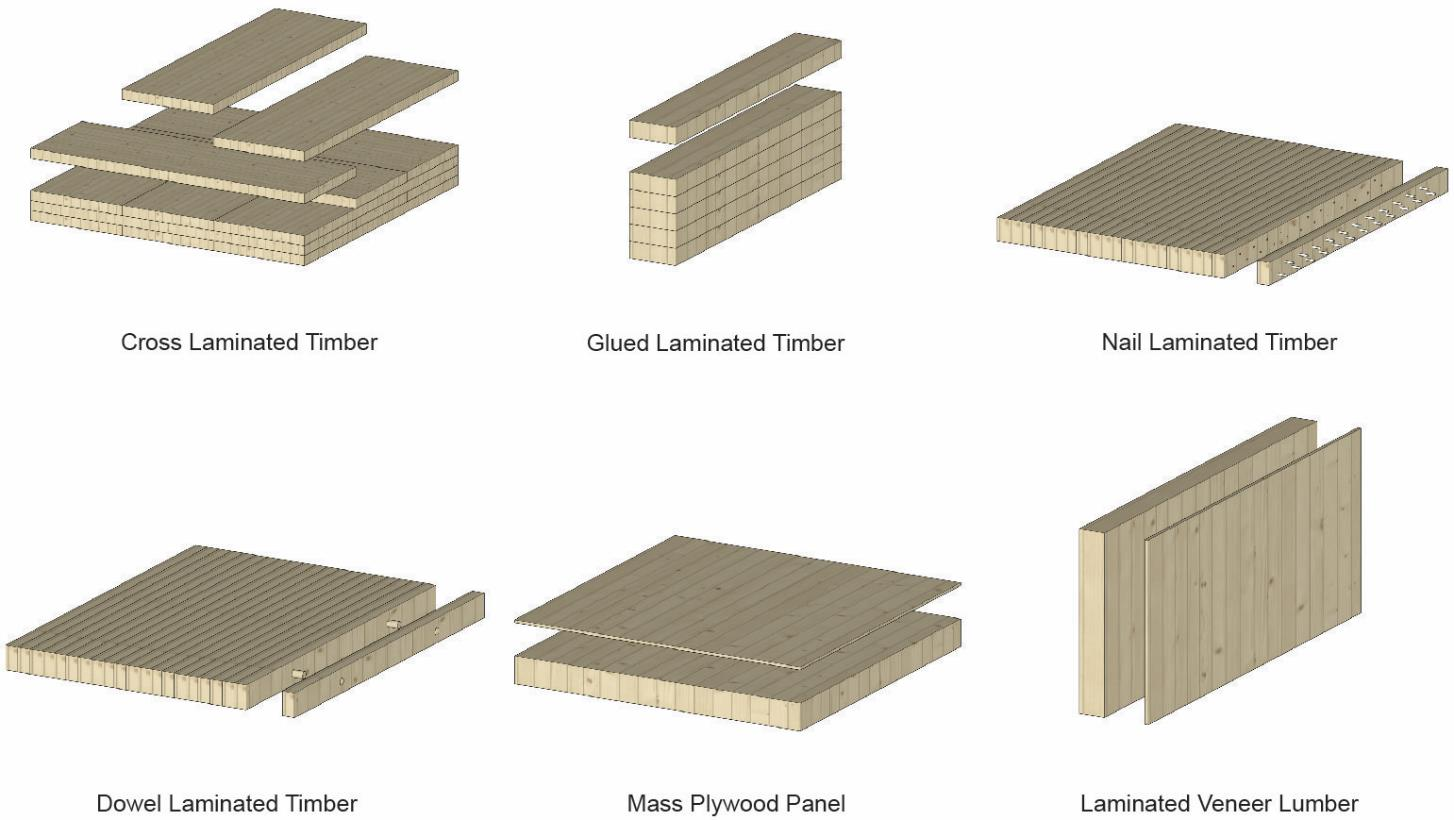 Cross Laminated Timber
Glued Laminated Timber
Nail Laminated Timber
Dowel Laminated Timber
Mass Plywood Panel
Laminated Veneer Lumber